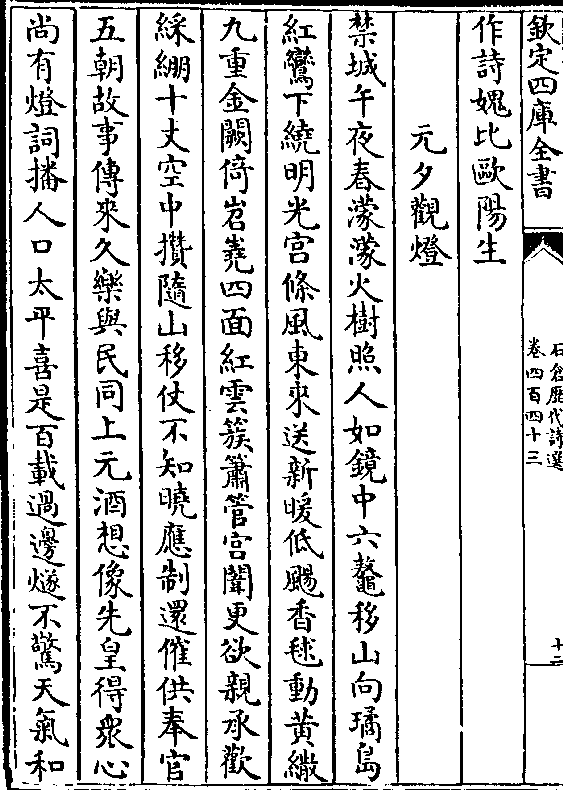 欽定四庫全書
石倉歷代詩選
卷四百四十三
十二
作詩媿比歐陽生
元夕觀燈
禁城午夜春濛濛火樹照人如鏡中六鼇移山向璚島
紅鸞下繞明光宮條風東來送新暖低颺香毬動黃繖
九重金闕倚岧嶤四面紅雲簇簫管宮闈更欲親承歡
綵綳十丈空中攢隨山移仗不知曉應制還催供奉官
五朝故事傳來久樂與民同上元酒想像先皇得衆心
尚有燈詞播人口太平喜是百載過邊燧不驚天氣和